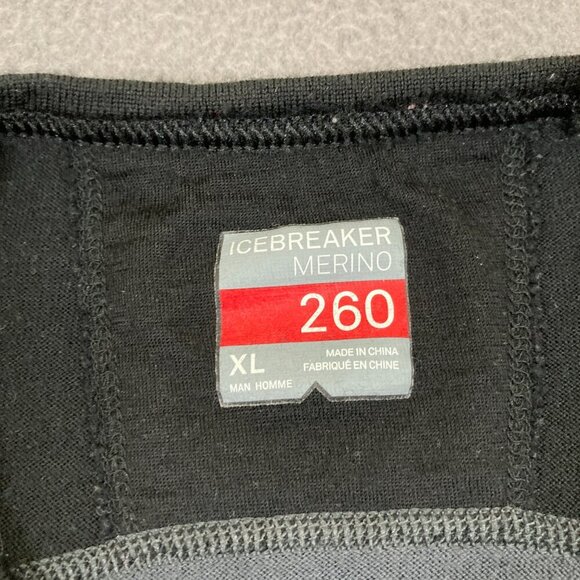 ICEBREAKER
MERINO
260
XL
MADE IN CHINA
FABRIQUÉ EN CHINE
MAN HOMME